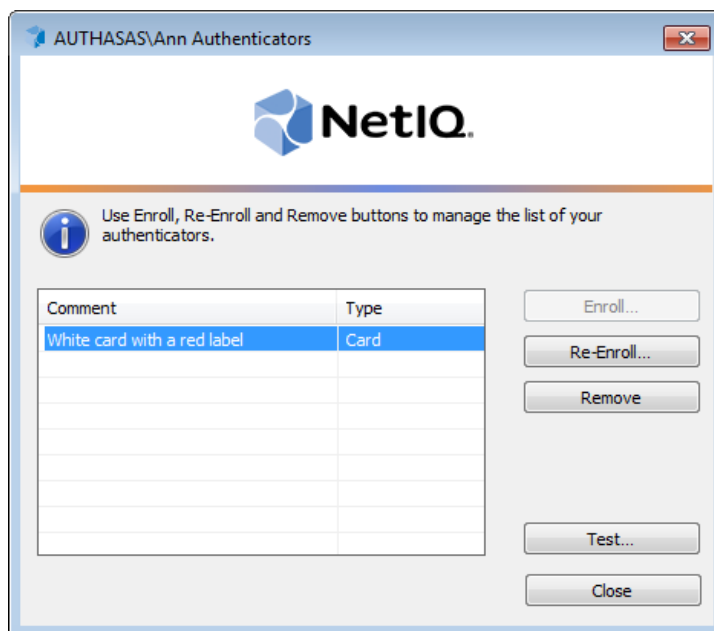 AUTHASAS\Ann Authenticators
NetIQ.
Use Enroll, Re-Enroll and Remove buttons to manage the list of your
authenticators.
Comment Type
White card with a red label Card
Enroll...
Re-Enroll...
Remove
Test...
Close